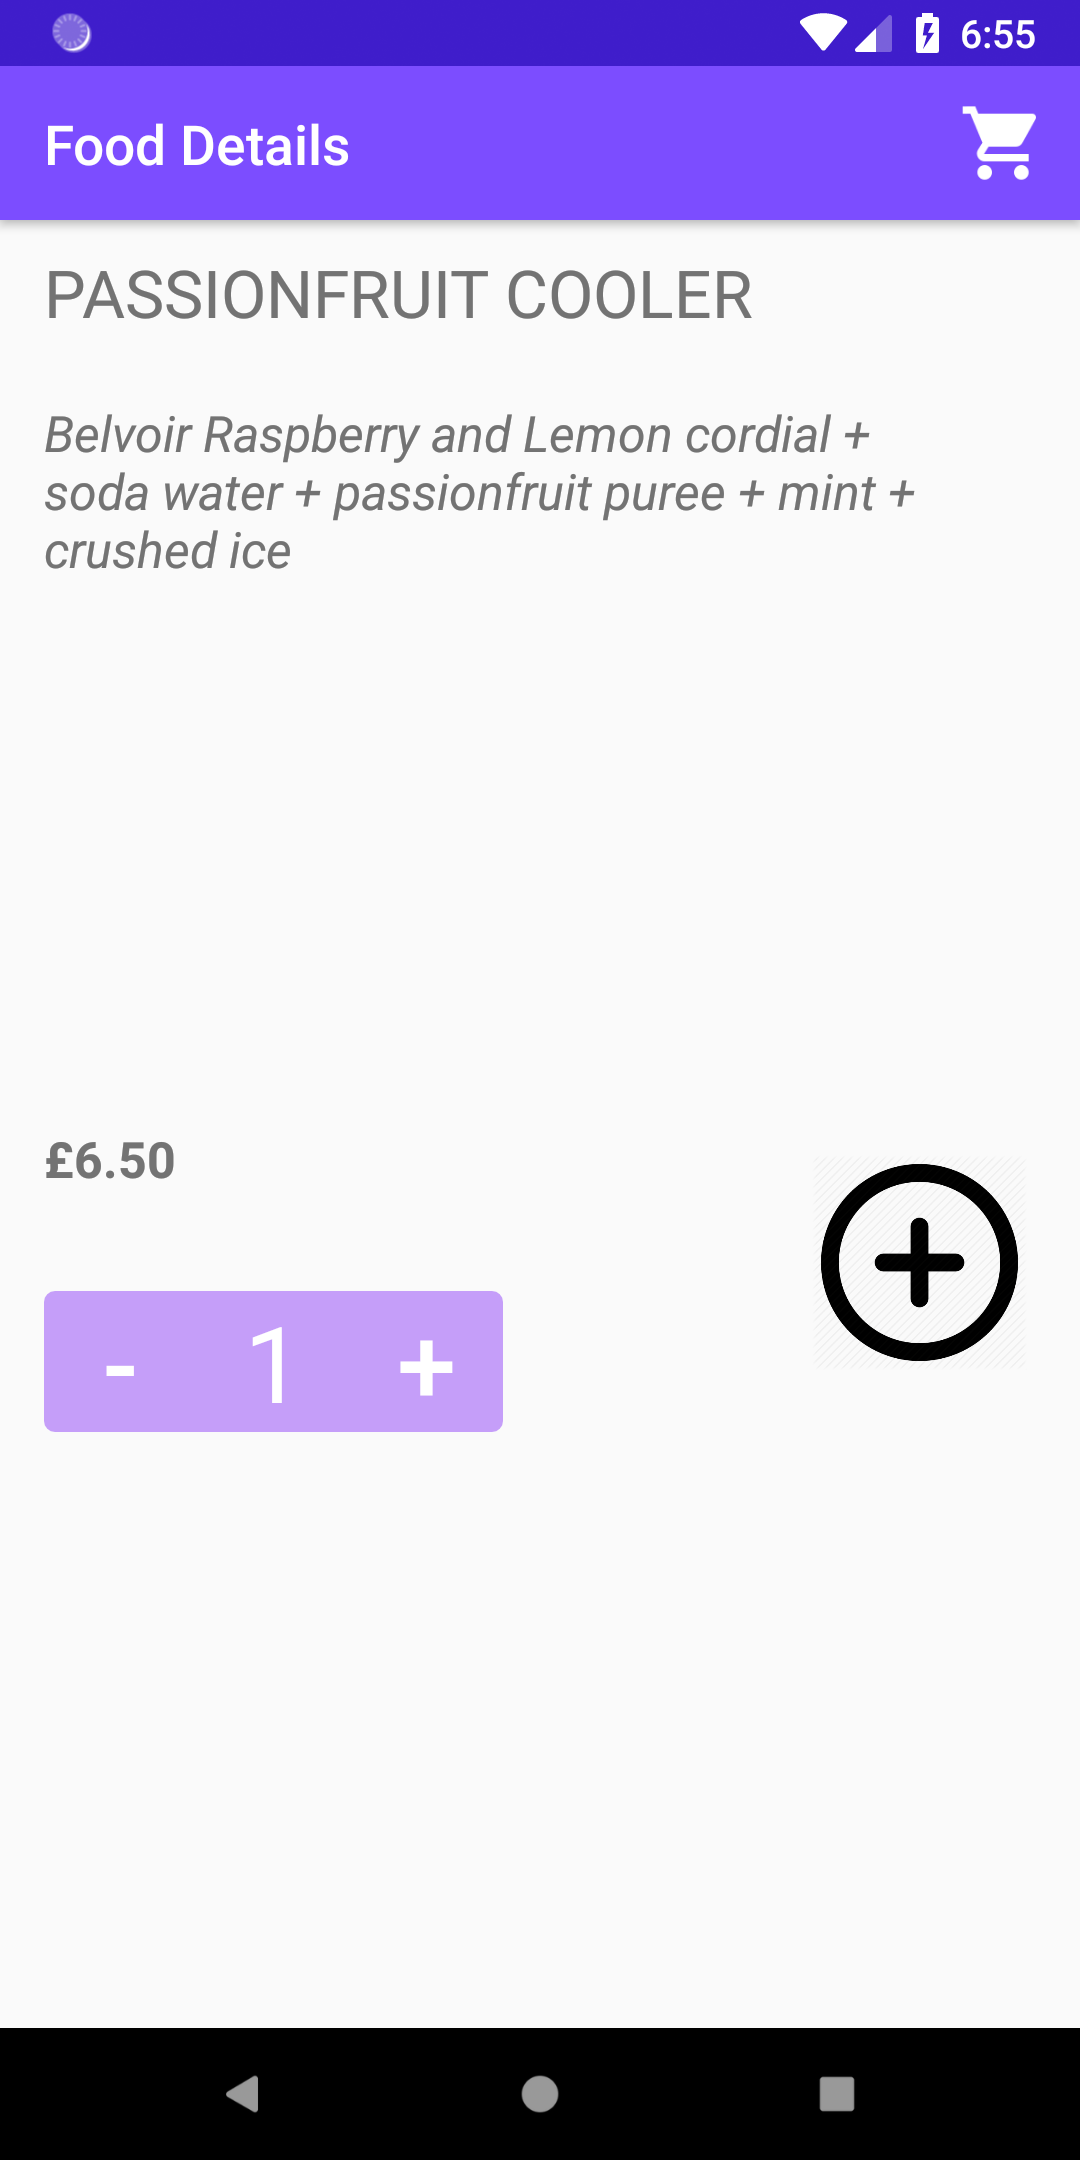 6:55
Food Details
PASSIONFRUIT COOLER
Belvoir Raspberry and Lemon cordial +
soda water + passionfruit puree + mint +
crushed ice
£6.50
- 1 +